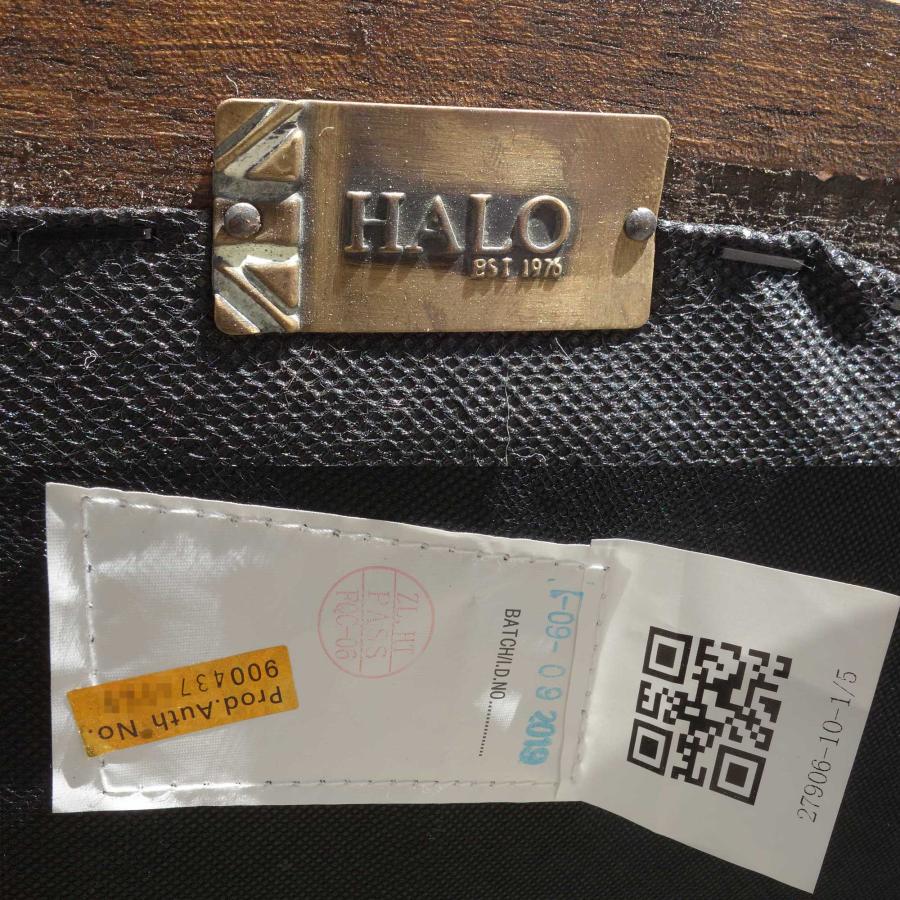 HALO
EST 1976
ZL.HT
PASS
PQC-06
BATCH/I.D.NO.
-09- 09 2019
Prod.Auth No.
900437
27906-10-1/5